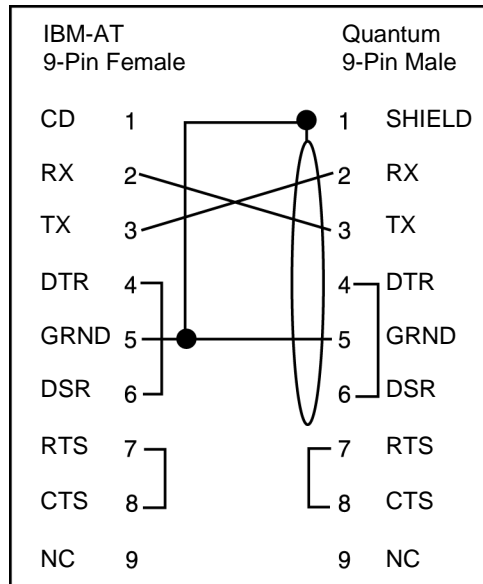 IBM-AT Quantum
9-Pin Female 9-Pin Male
CD 1 1 SHIELD
RX 2 2 RX
TX 3 3 TX
DTR 4 4 DTR
GRND 5 5 GRND
DSR 6 6 DSR
RTS 7 7 RTS
CTS 8 8 CTS
NC 9 9 NC